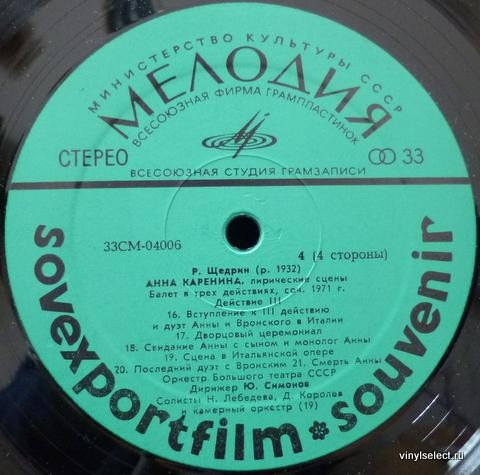 МИНИСТЕРСТВО КУЛЬТУРЫ СССР
МЕЛОДИЯ
ВСЕСОЮЗНАЯ ФИРМА ГРАМПЛАСТИНОК
СТЕРЕО
33
ВСЕСОЮЗНАЯ СТУДИЯ ГРАМЗАПИСИ
33СМ-04006
4 (4 стороны)
Р. Щедрин (р. 1932)
АННА КАРЕНИНА, лирические сцены
Балет в трех действиях, соч. 1971 г.
Действие III
16. Вступление к III действию
и дуэт Анны и Вронского в Италии
17. Дворцовый церемониал
18. Свидание Анны с сыном и монолог Анны
19. Сцена в Итальянской опере
20. Последний дуэт с Вронским 21. Смерть Анны
Оркестр Большого театра СССР
Дирижер Ю. Симонов
Солисты Н. Лебедева, Д. Королев
и камерный оркестр (19)
sovexportfilm * souvenir
vinylselect.ru